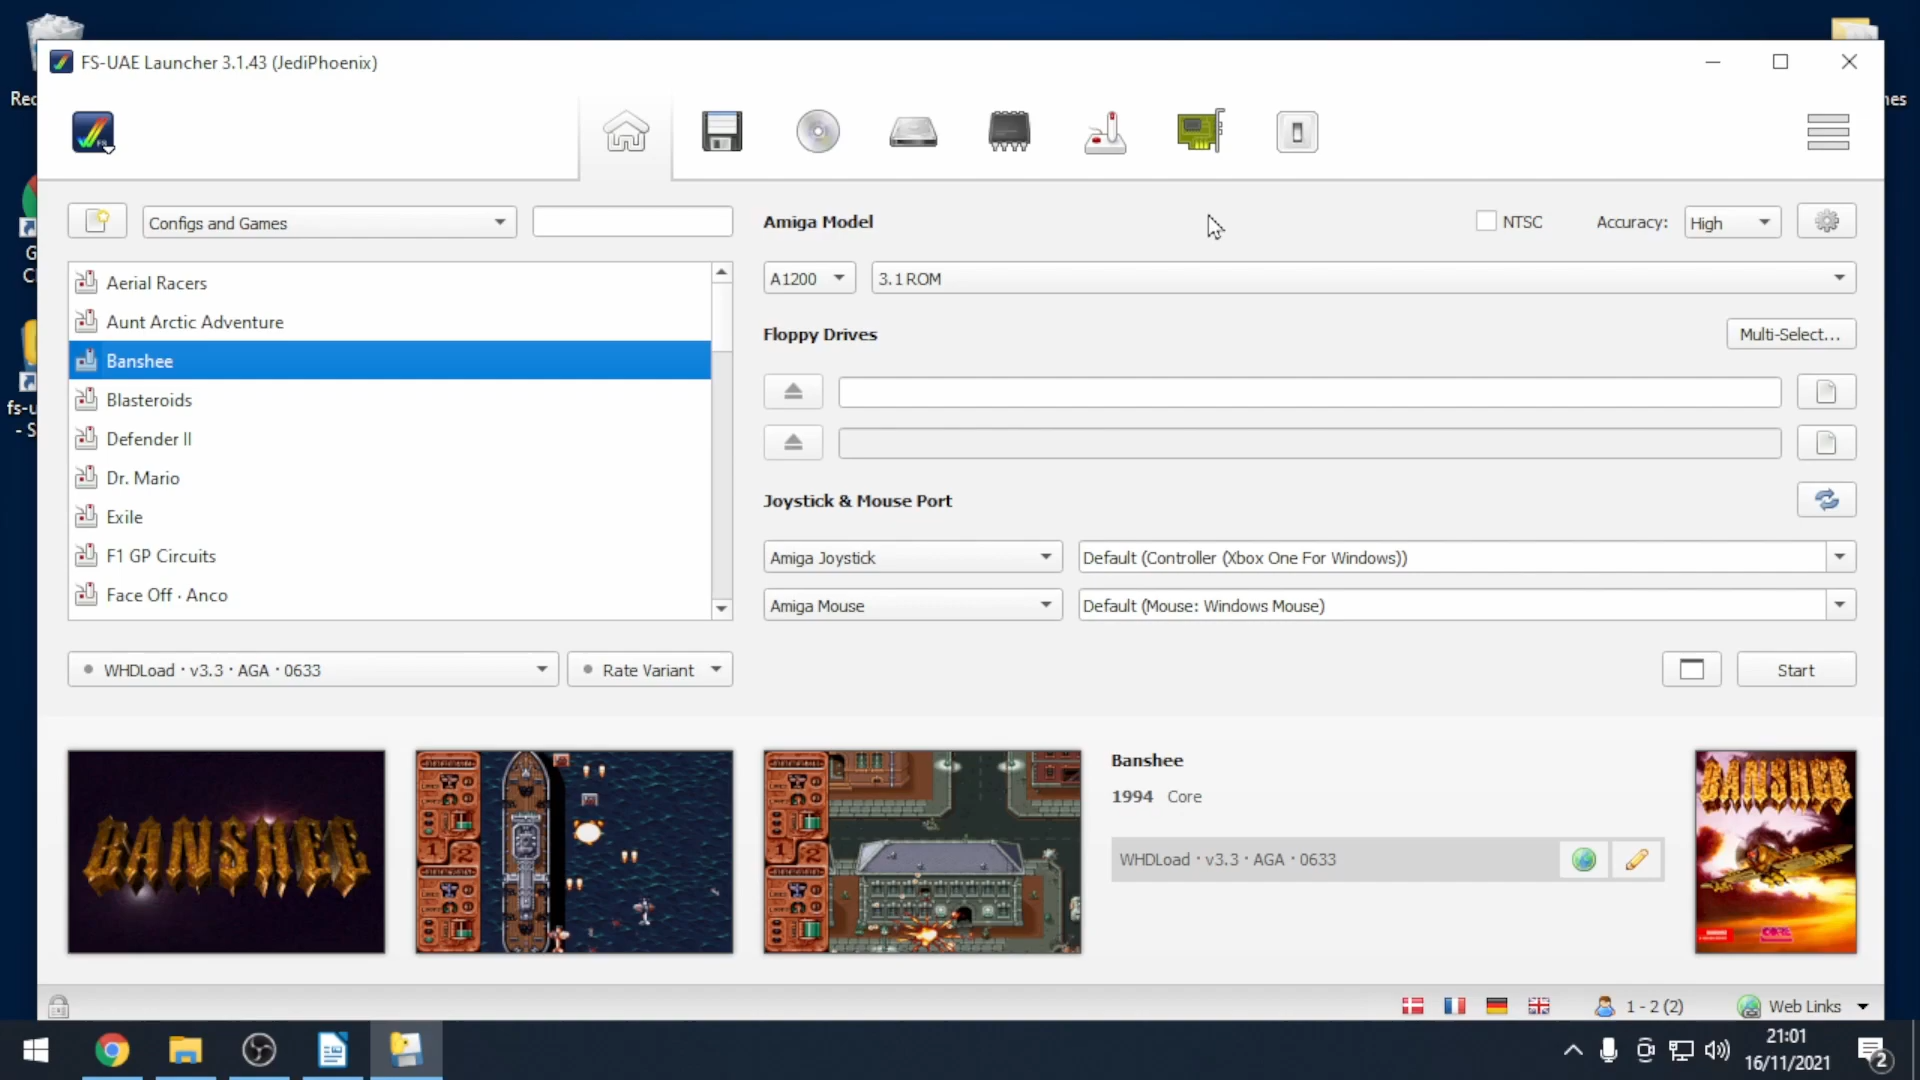 FS-UAE Launcher 3.1.43 (JediPhoenix)
Configs and Games
Aerial Racers
Aunt Arctic Adventure
Banshee
Blasteroids
Defender II
Dr. Mario
Exile
F1 GP Circuits
Face Off · Anco
WHDLoad · v3.3 · AGA · 0633
Rate Variant
Amiga Model
NTSC
Accuracy:
High
A1200
3.1 ROM
Floppy Drives
Multi-Select...
Joystick & Mouse Port
Amiga Joystick
Default (Controller (Xbox One For Windows))
Amiga Mouse
Default (Mouse: Windows Mouse)
Start
BANSHEE
Banshee
1994 Core
WHDLoad · v3.3 · AGA · 0633
BANSHEE
CORE
1 - 2 (2)
Web Links
21:01
16/11/2021
2